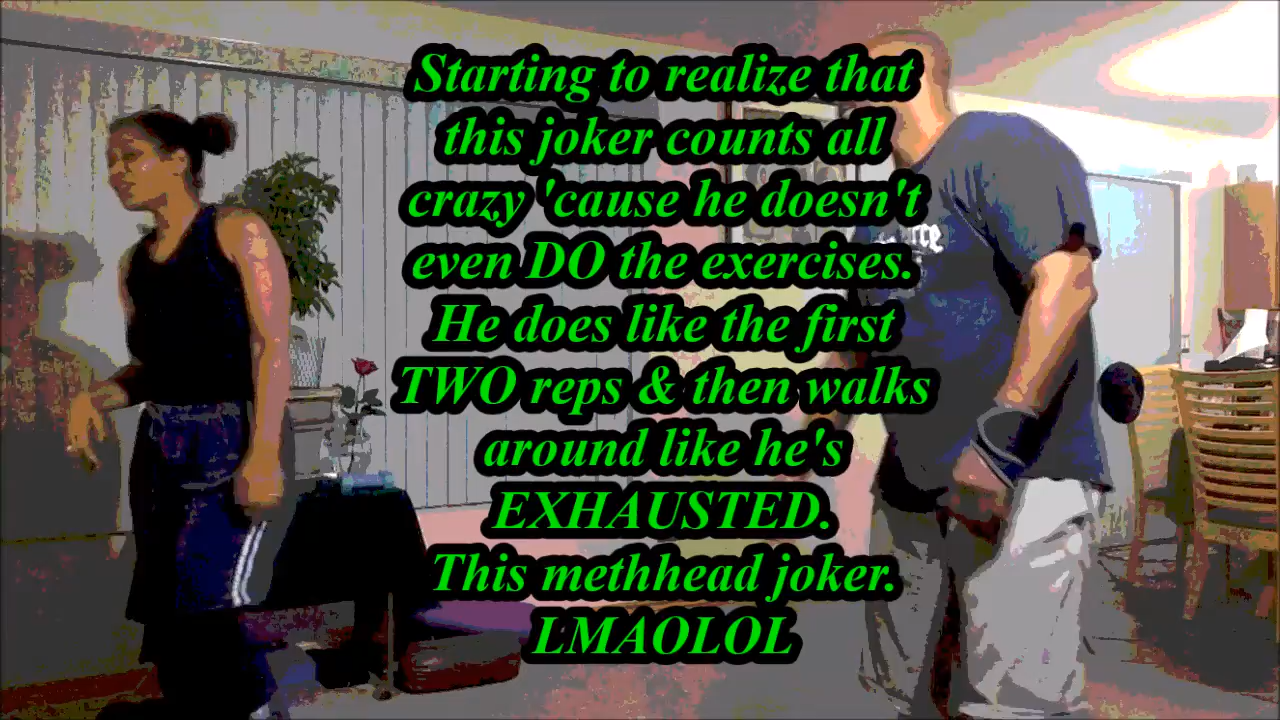 Starting to realize that
this joker counts all
crazy 'cause he doesn't
even DO the exercises.
He does like the first
TWO reps & then walks
around like he's
EXHAUSTED.
This methhead joker.
LMAOLOL